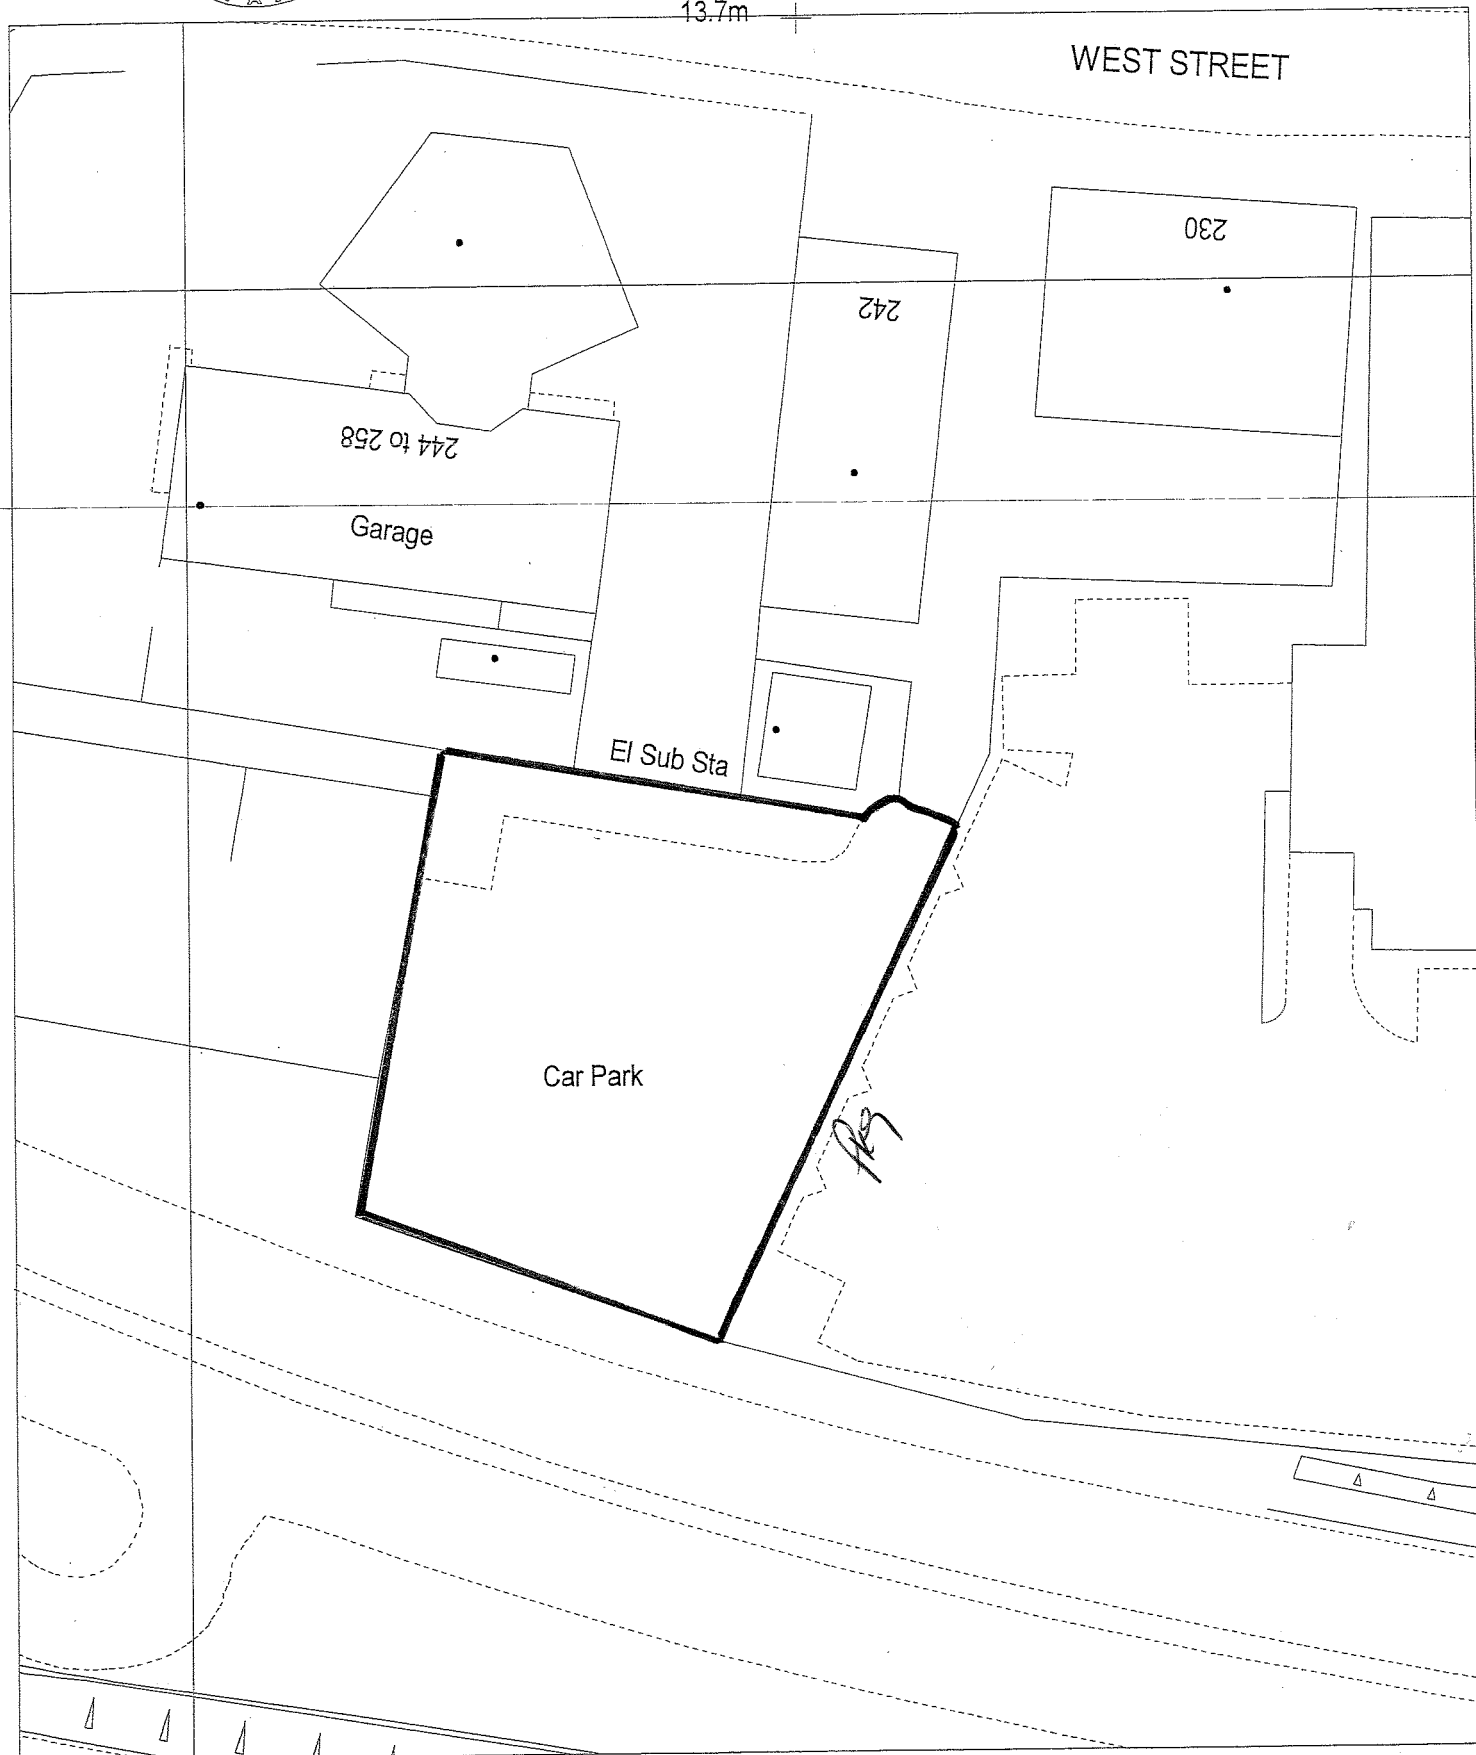 13.7m
WEST STREET
230
242
244 to 258
Garage
El Sub Sta
Car Park